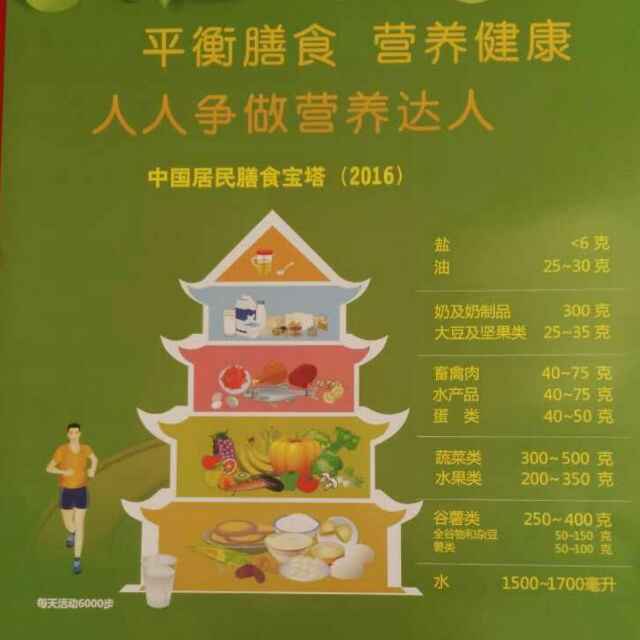 平衡膳食 营养健康
人人争做营养达人
中国居民膳食宝塔（2016）
盐 <6 克
油 25~30 克
奶及奶制品 300 克
大豆及坚果类 25~35 克
畜禽肉 40~75 克
水产品 40~75 克
蛋 类 40~50 克
蔬菜类 300~500 克
水果类 200~350 克
谷薯类 250~400 克
全谷物和杂豆 50~150 克
薯类 50~100 克
水 1500~1700毫升
每天活动6000步